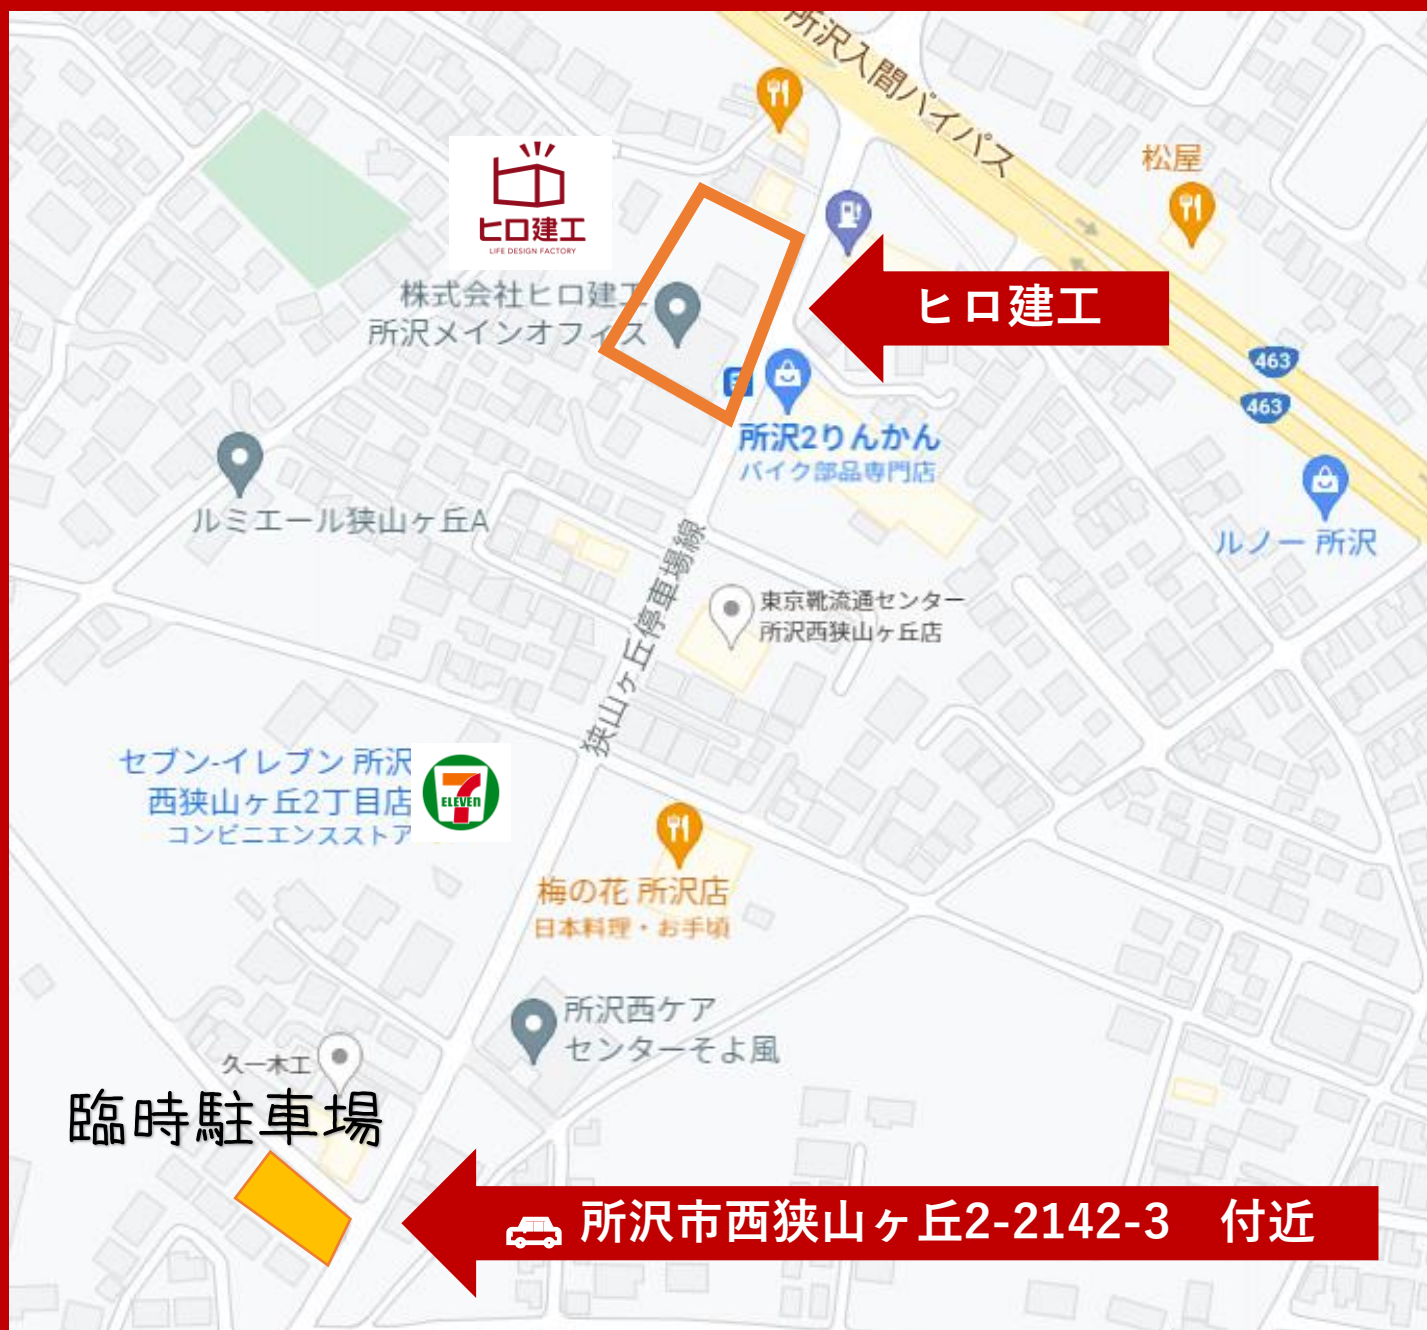 所沢入間バイパス
松屋
ヒロ建工
LIFE DESIGN FACTORY
株式会社ヒロ建工
所沢メインオフィス
ヒロ建工
463
463
所沢2りんかん
バイク部品専門店
ルミエール狭山ヶ丘A
ルノー 所沢
狭山ヶ丘停車場線
東京靴流通センター
所沢西狭山ヶ丘店
セブン-イレブン 所沢
西狭山ヶ丘2丁目店
コンビニエンスストア
7
ELEVEN
梅の花 所沢店
日本料理・お手頃
所沢西ケア
センターそよ風
久一木工
臨時駐車場
所沢市西狭山ヶ丘2-2142-3　付近